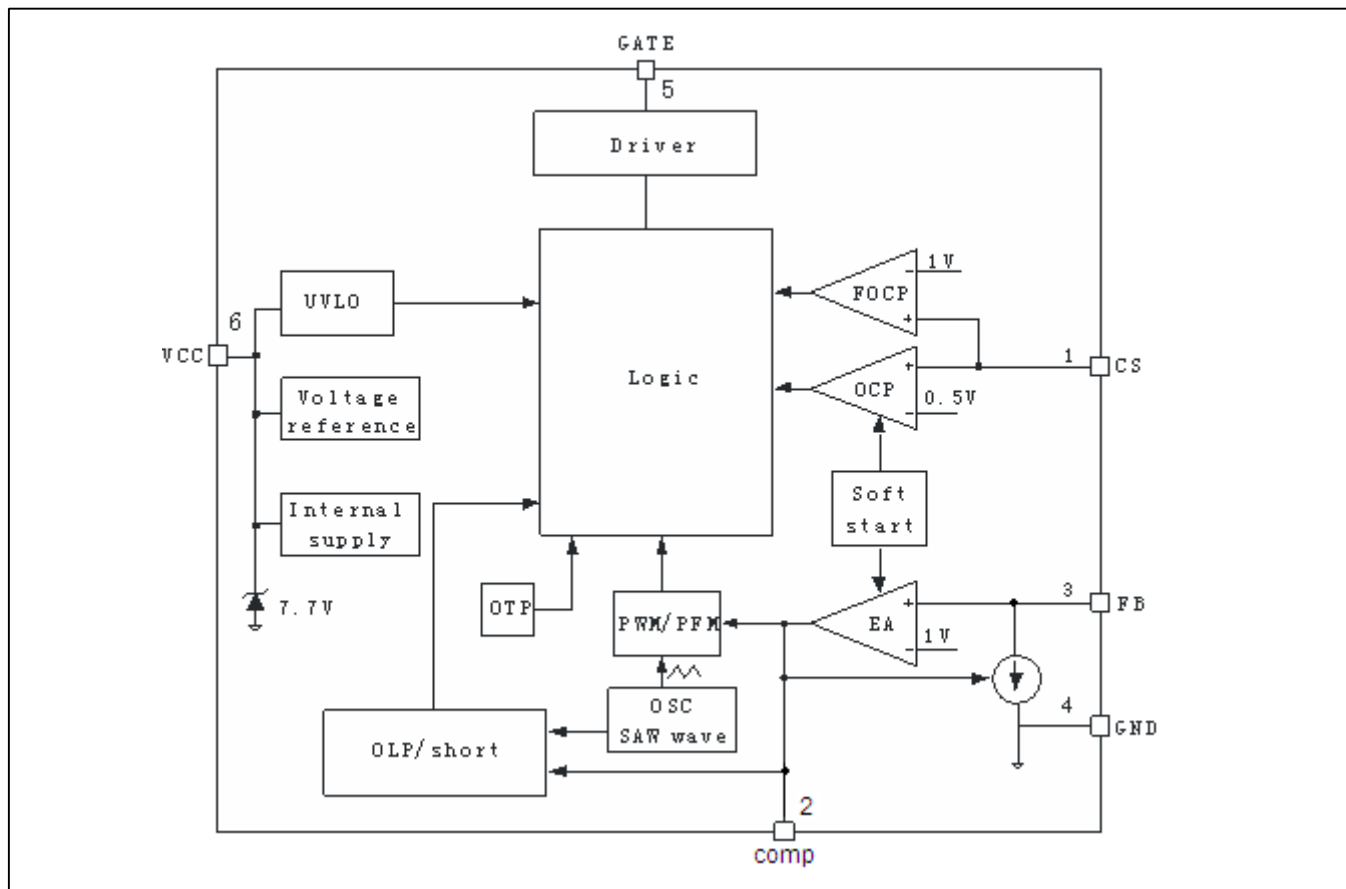 GATE
5
Driver
1V
FOCP
-
+
UVLO
6
VCC
Logic
1
CS
+
OCP
0.5V
-
Voltage
reference
Soft
start
Internal
supply
7.7V
OTP
PWM/PFM
+
EA
1V
-
3
FB
OSC
SAW wave
4
GND
OLP/short
2
comp